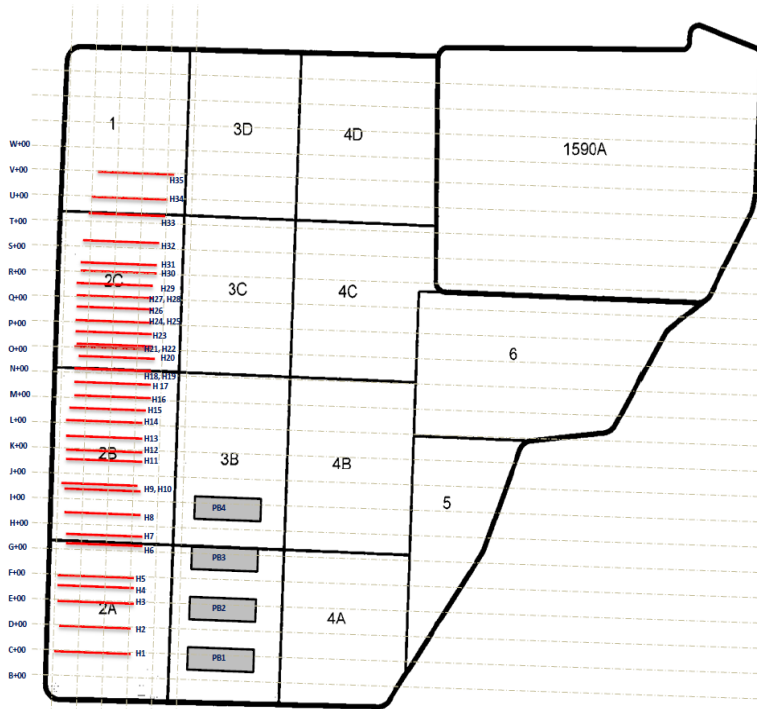 1
3D
4D
1590A
W+00
V+00
H35
U+00
H34
T+00
H33
S+00
H32
H31
R+00
H30
2C
3C
4C
H29
Q+00
H27, H28
H26
P+00
H24, H25
H23
O+00
H21, H22
6
H20
N+00
H18, H19
H 17
M+00
H16
H15
L+00
H14
H13
K+00
H12
2B
3B
4B
H11
J+00
H9, H10
I+00
5
PB4
H8
H+00
H7
G+00
H6
PB3
F+00
H5
H4
E+00
H3
2A
PB2
4A
D+00
H2
C+00
H1
PB1
B+00